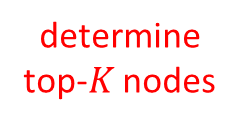 determine
top-K nodes